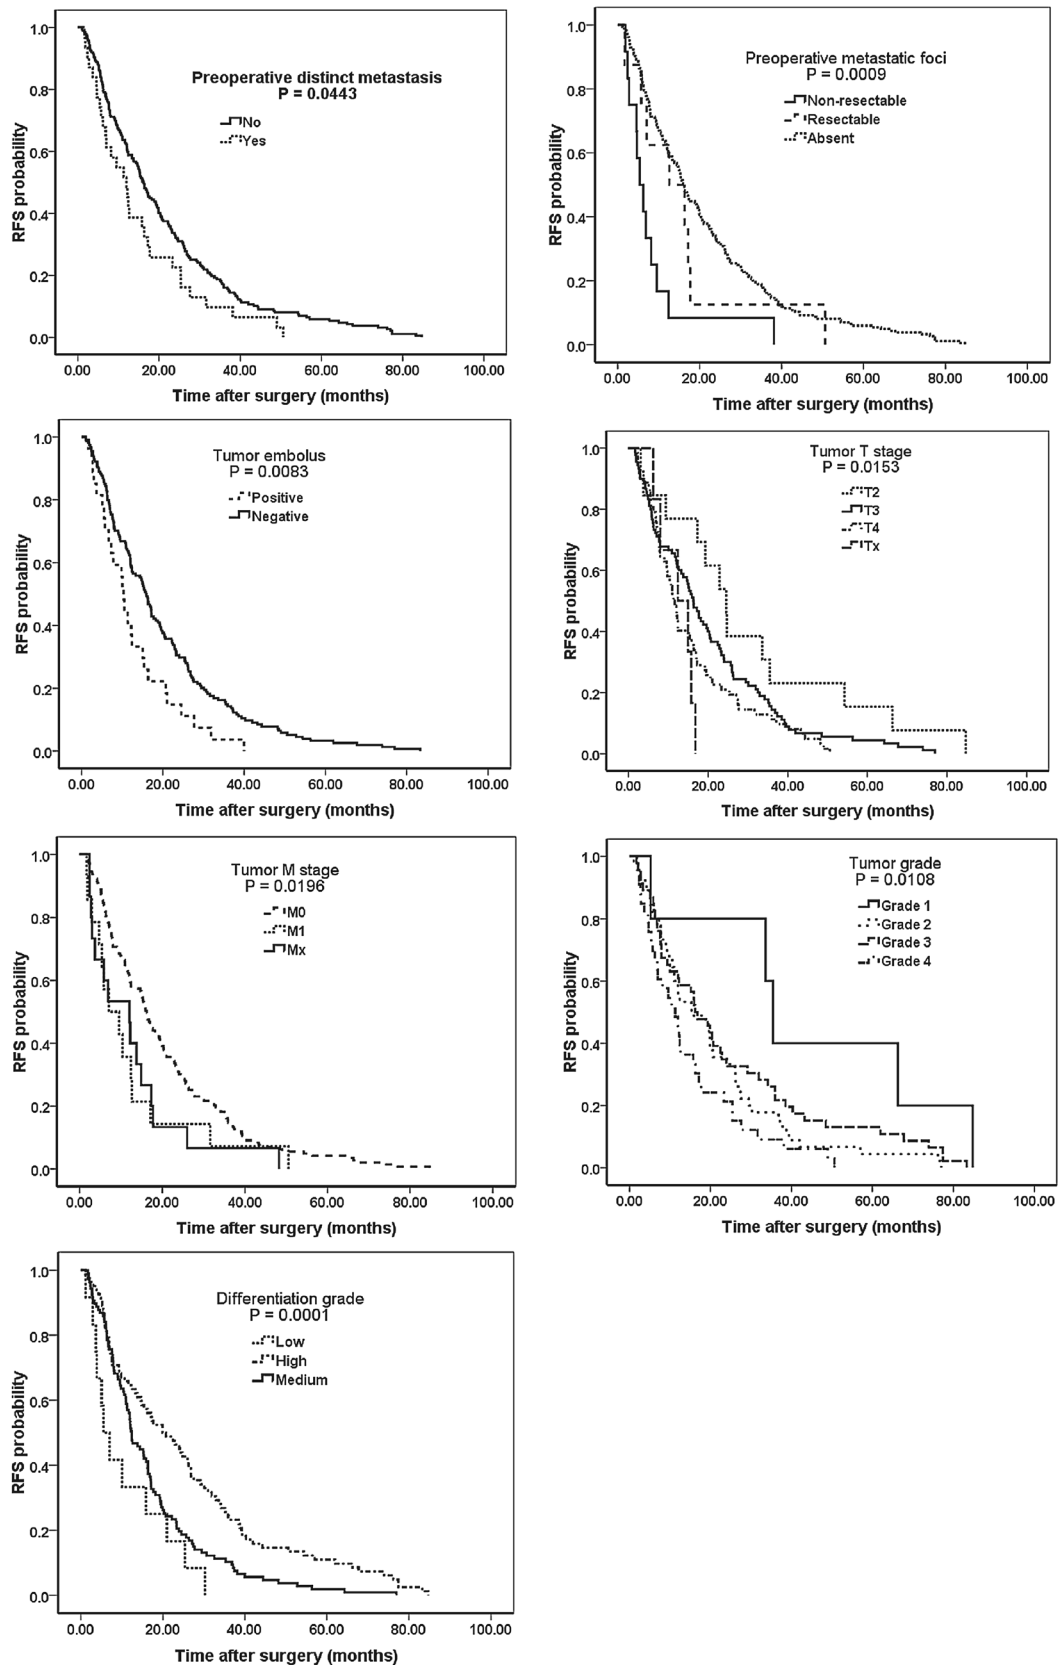 Preoperative distinct metastasis
P = 0.0443
No
Yes
RFS probability
1.0
0.8
0.6
0.4
0.2
0.0
0.00 20.00 40.00 60.00 80.00 100.00
Time after surgery (months)
Preoperative metastatic foci
P = 0.0009
Non-resectable
Resectable
Absent
RFS probability
1.0
0.8
0.6
0.4
0.2
0.0
0.00 20.00 40.00 60.00 80.00 100.00
Time after surgery (months)
Tumor embolus
P = 0.0083
Positive
Negative
RFS probability
1.0
0.8
0.6
0.4
0.2
0.0
0.00 20.00 40.00 60.00 80.00 100.00
Time after surgery (months)
Tumor T stage
P = 0.0153
T2
T3
T4
Tx
RFS probability
1.0
0.8
0.6
0.4
0.2
0.0
0.00 20.00 40.00 60.00 80.00 100.00
Time after surgery (months)
Tumor M stage
P = 0.0196
M0
M1
Mx
RFS probability
1.0
0.8
0.6
0.4
0.2
0.0
0.00 20.00 40.00 60.00 80.00 100.00
Time after surgery (months)
Tumor grade
P = 0.0108
Grade 1
Grade 2
Grade 3
Grade 4
RFS probability
1.0
0.8
0.6
0.4
0.2
0.0
0.00 20.00 40.00 60.00 80.00 100.00
Time after surgery (months)
Differentiation grade
P = 0.0001
Low
High
Medium
RFS probability
1.0
0.8
0.6
0.4
0.2
0.0
0.00 20.00 40.00 60.00 80.00 100.00
Time after surgery (months)